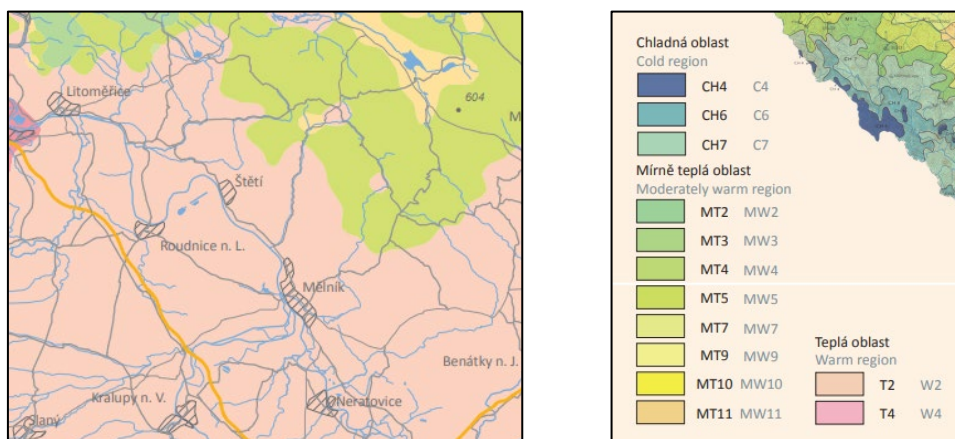 Litoměřice
604
M
Štětí
Roudnice n. L.
Mělník
Benátky n. J.
Kralupy n. V.
Neratovice
Slaný
Chladná oblast
Cold region
CH4 C4
CH6 C6
CH7 C7
Mírně teplá oblast
Moderately warm region
MT2 MW2
MT3 MW3
MT4 MW4
MT5 MW5
MT7 MW7
MT9 MW9
MT10 MW10
MT11 MW11
Teplá oblast
Warm region
T2 W2
T4 W4